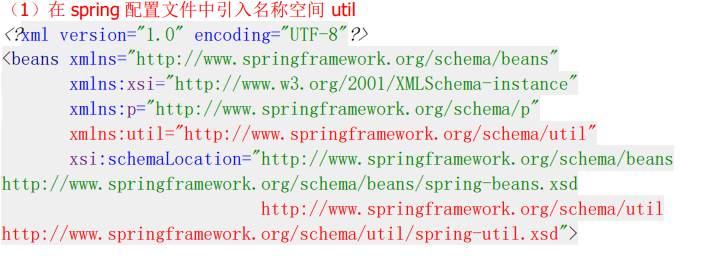 （1）在 spring 配置文件中引入名称空间 util
<?xml version="1.0" encoding="UTF-8"?>
<beans xmlns="http://www.springframework.org/schema/beans"
xmlns:xsi="http://www.w3.org/2001/XMLSchema-instance"
xmlns:p="http://www.springframework.org/schema/p"
xmlns:util="http://www.springframework.org/schema/util"
xsi:schemaLocation="http://www.springframework.org/schema/beans
http://www.springframework.org/schema/beans/spring-beans.xsd
http://www.springframework.org/schema/util
http://www.springframework.org/schema/util/spring-util.xsd">